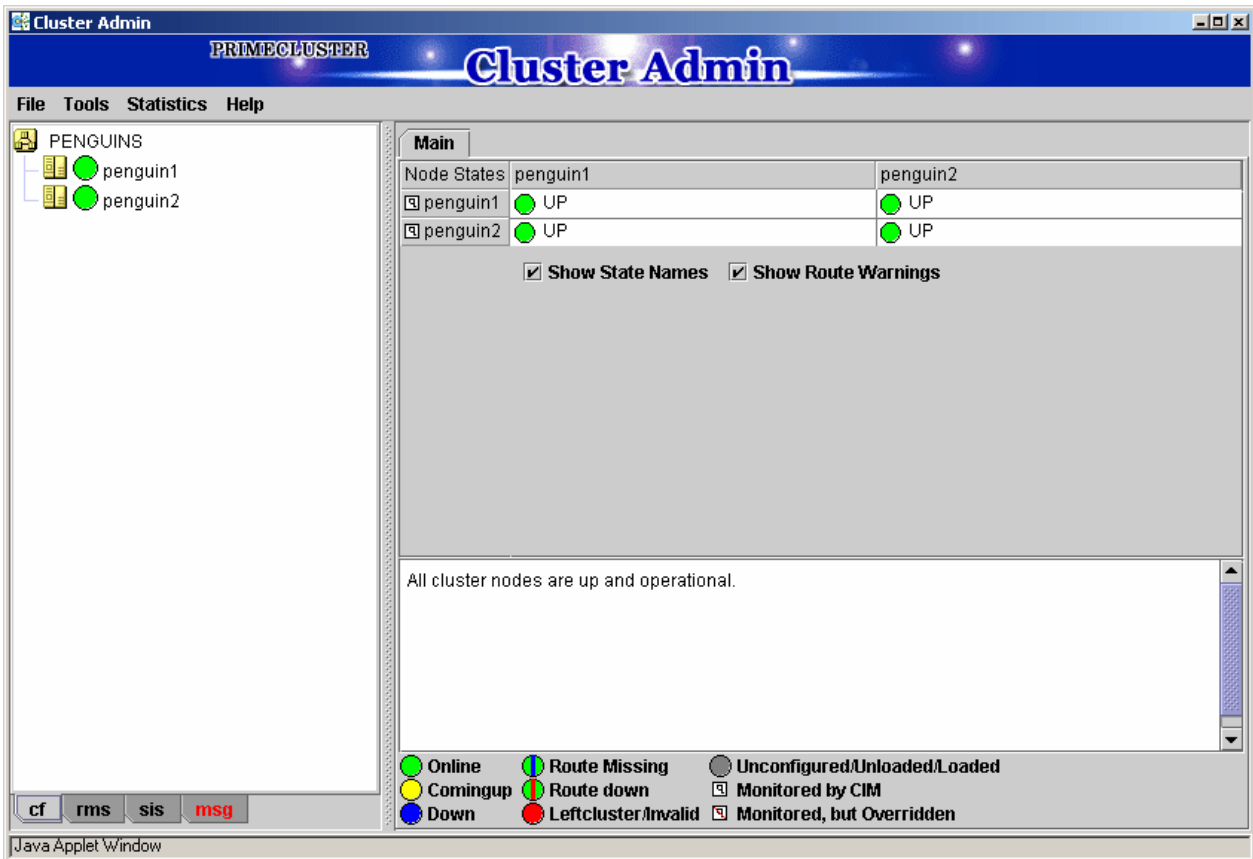 Cluster Admin
PRIMECLUSTER
Cluster Admin
File Tools Statistics Help
PENGUINS
penguin1
penguin2
cf rms sis msg
Main
Node States penguin1 penguin2
penguin1 UP UP
penguin2 UP UP
Show State Names Show Route Warnings
All cluster nodes are up and operational.
Online Route Missing Unconfigured/Unloaded/Loaded
Comingup Route down Monitored by CIM
Down Leftcluster/Invalid Monitored, but Overridden
Java Applet Window